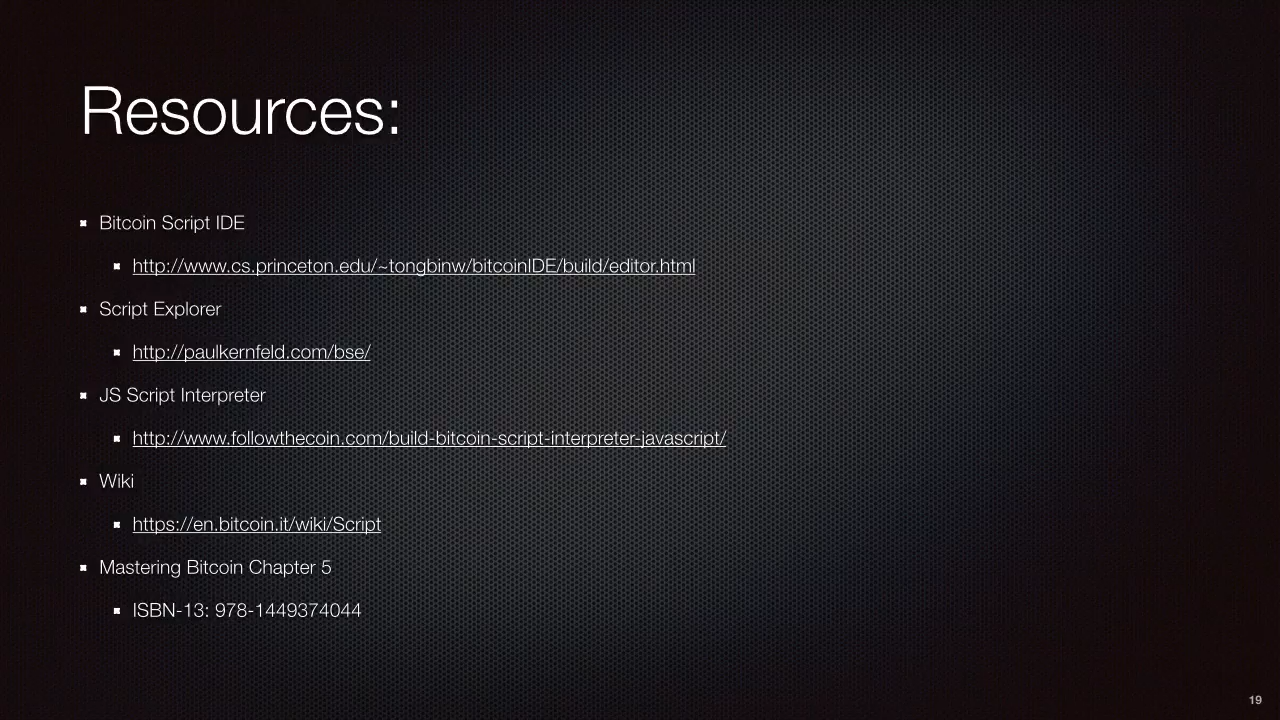 Resources:
Bitcoin Script IDE
http://www.cs.princeton.edu/~tongbinw/bitcoinIDE/build/editor.html
Script Explorer
http://paulkernfeld.com/bse/
JS Script Interpreter
http://www.followthecoin.com/build-bitcoin-script-interpreter-javascript/
Wiki
https://en.bitcoin.it/wiki/Script
Mastering Bitcoin Chapter 5
ISBN-13: 978-1449374044
19